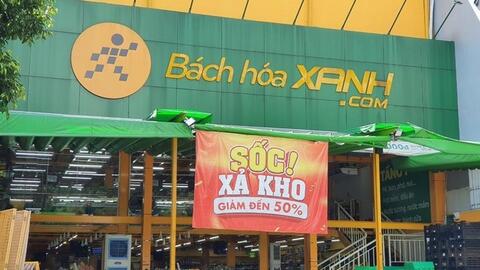 Bách hóa XANH
.COM
SỐC!
XẢ KHO
GIẢM ĐẾN 50%